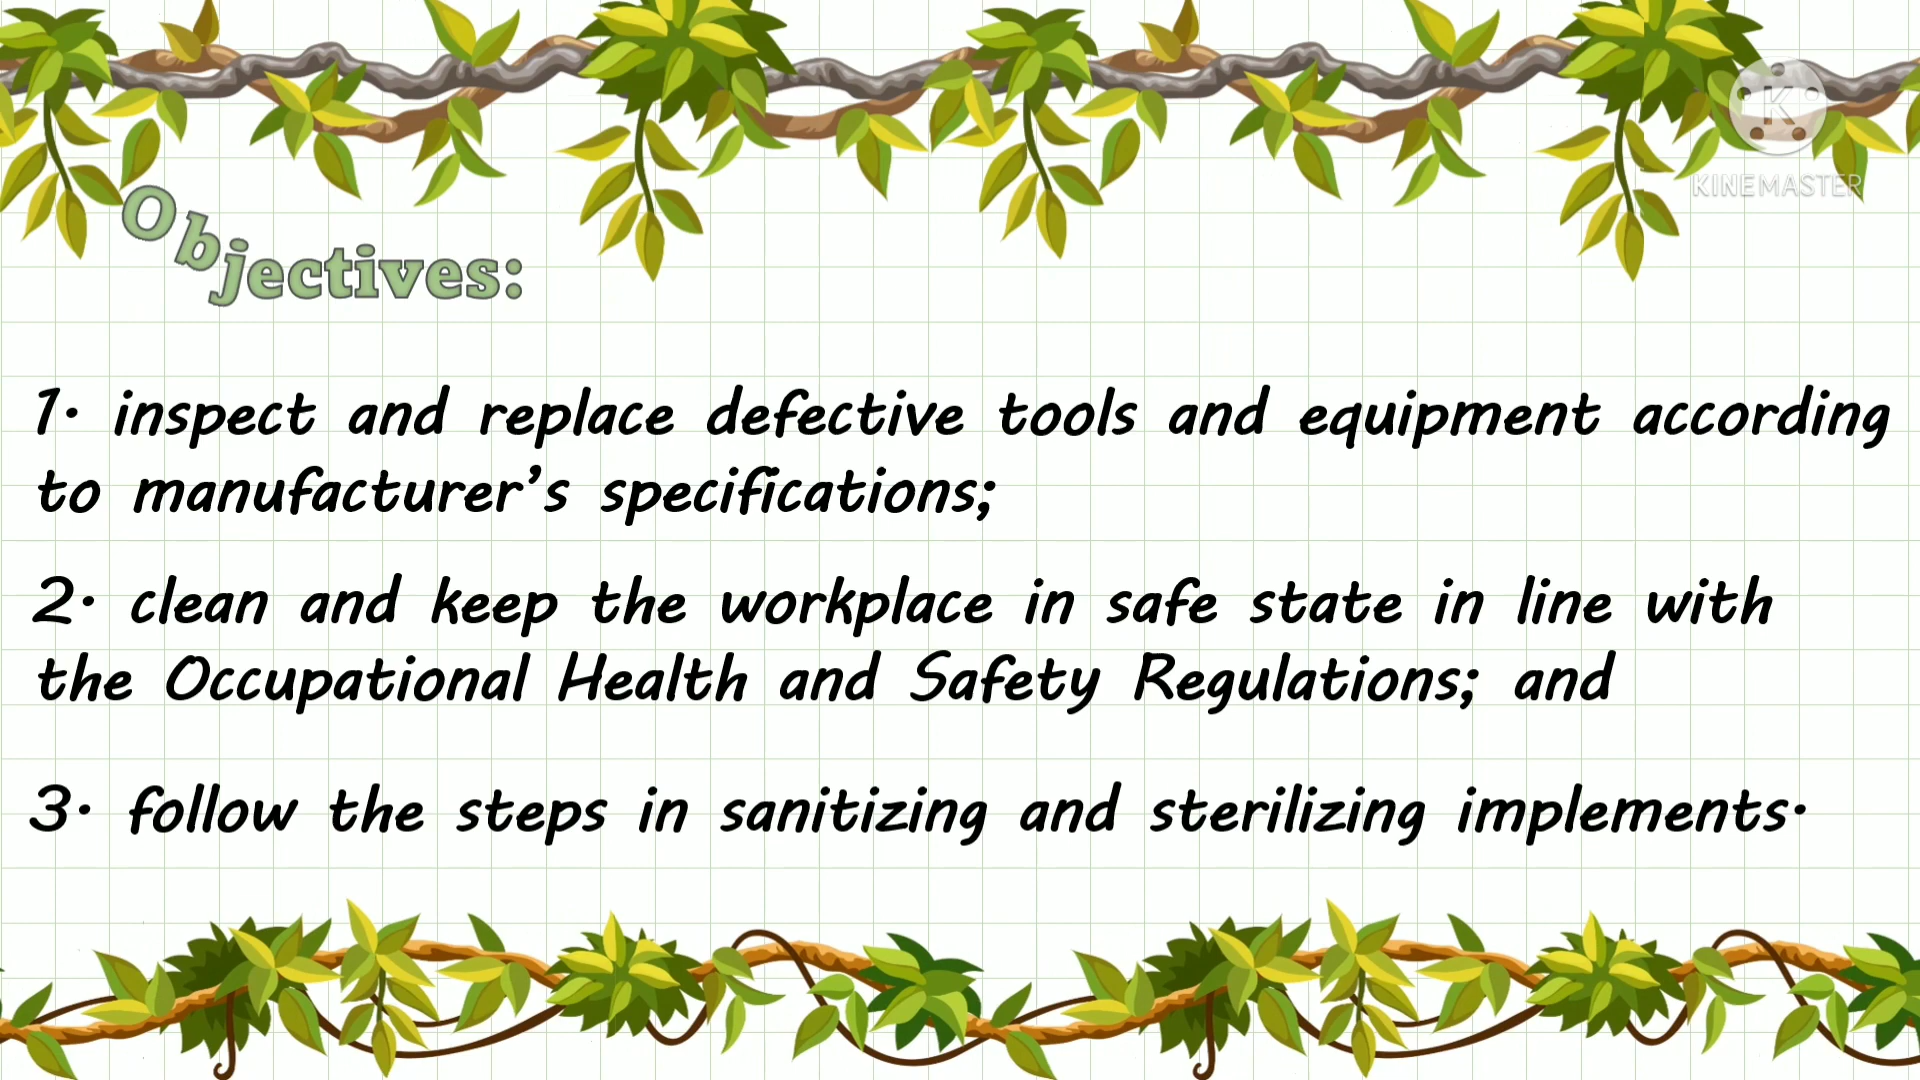 K
KINEMASTER
Objectives:
1. inspect and replace defective tools and equipment according
to manufacturer’s specifications;
2. clean and keep the workplace in safe state in line with
the Occupational Health and Safety Regulations; and
3. follow the steps in sanitizing and sterilizing implements.